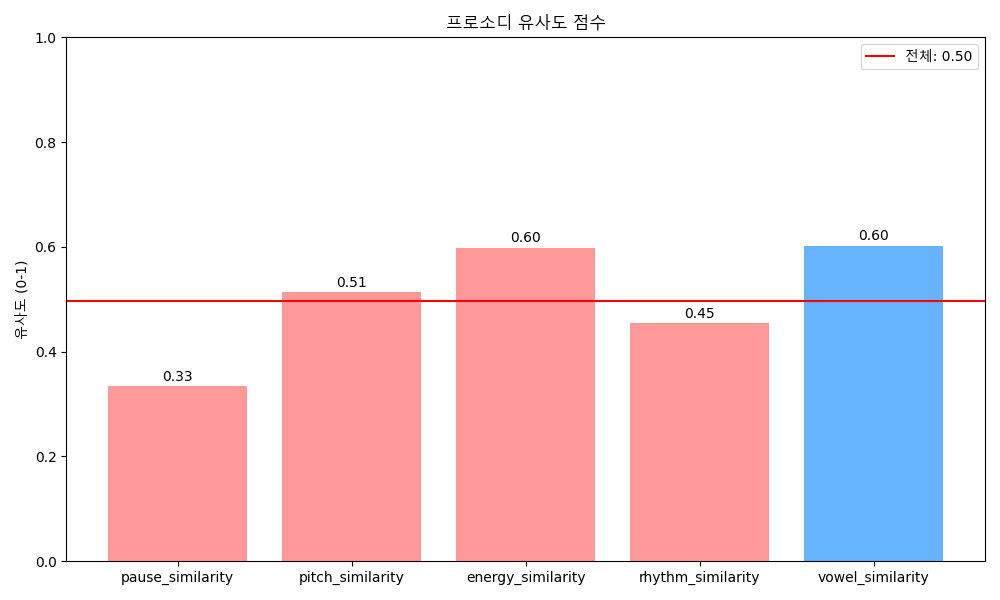 프로소디 유사도 점수
전체: 0.50
유사도 (0-1)
1.0
0.8
0.6
0.4
0.2
0.0
0.33
0.51
0.60
0.45
0.60
pause_similarity
pitch_similarity
energy_similarity
rhythm_similarity
vowel_similarity